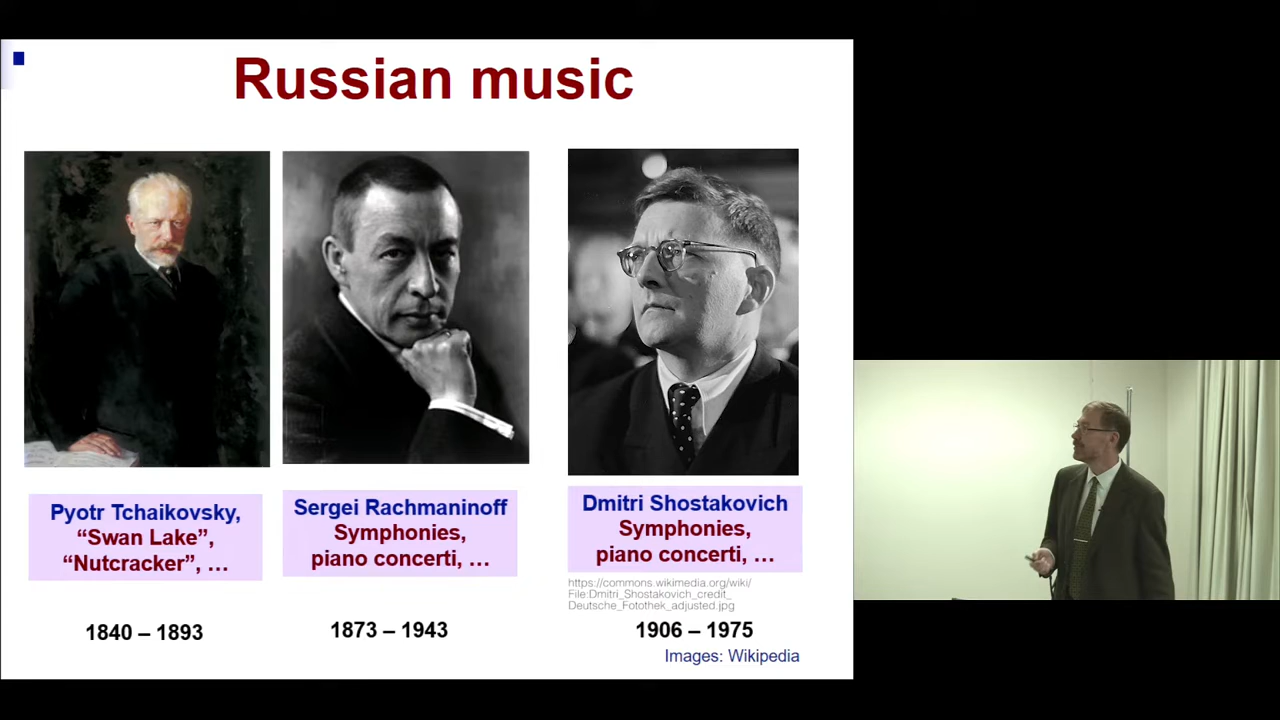 Russian music
Pyotr Tchaikovsky,
“Swan Lake”,
“Nutcracker”, …
Sergei Rachmaninoff
Symphonies,
piano concerti, …
Dmitri Shostakovich
Symphonies,
piano concerti, …
https://commons.wikimedia.org/wiki/
File:Dmitri_Shostakovich_credit_
Deutsche_Fotothek_adjusted.jpg
1840 – 1893
1873 – 1943
1906 – 1975
Images: Wikipedia